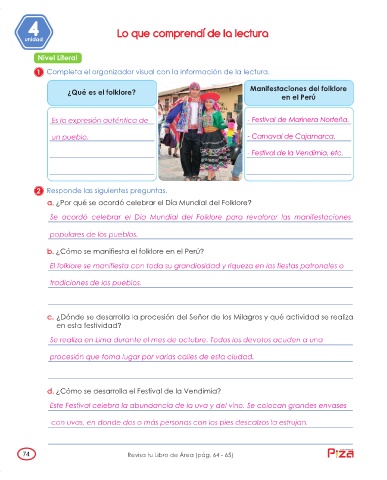 4
unidad
Lo que comprendí de la lectura
Nivel Literal
1 Completa el organizador visual con la información de la lectura.
¿Qué es el folklore?
Manifestaciones del folklore
en el Perú
Es la expresión auténtica de
un pueblo.
- Festival de Marinera Norteña.
- Carnaval de Cajamarca.
- Festival de la Vendimia, etc.
2 Responde las siguientes preguntas.
a. ¿Por qué se acordó celebrar el Día Mundial del Folklore?
Se acordó celebrar el Día Mundial del Folklore para revalorar las manifestaciones
populares de los pueblos.
b. ¿Cómo se manifiesta el folklore en el Perú?
El folklore se manifiesta con toda su grandiosidad y riqueza en las fiestas patronales o
tradiciones de los pueblos.
c. ¿Dónde se desarrolla la procesión del Señor de los Milagros y qué actividad se realiza
en esta festividad?
Se realiza en Lima durante el mes de octubre. Todos los devotos acuden a una
procesión que toma lugar por varias calles de esta ciudad.
d. ¿Cómo se desarrolla el Festival de la Vendimia?
Este Festival celebra la abundancia de la uva y del vino. Se colocan grandes envases
con uvas, en donde dos o más personas con los pies descalzos la estrujan.
74
Revisa tu Libro de Área (pág. 64 - 65)